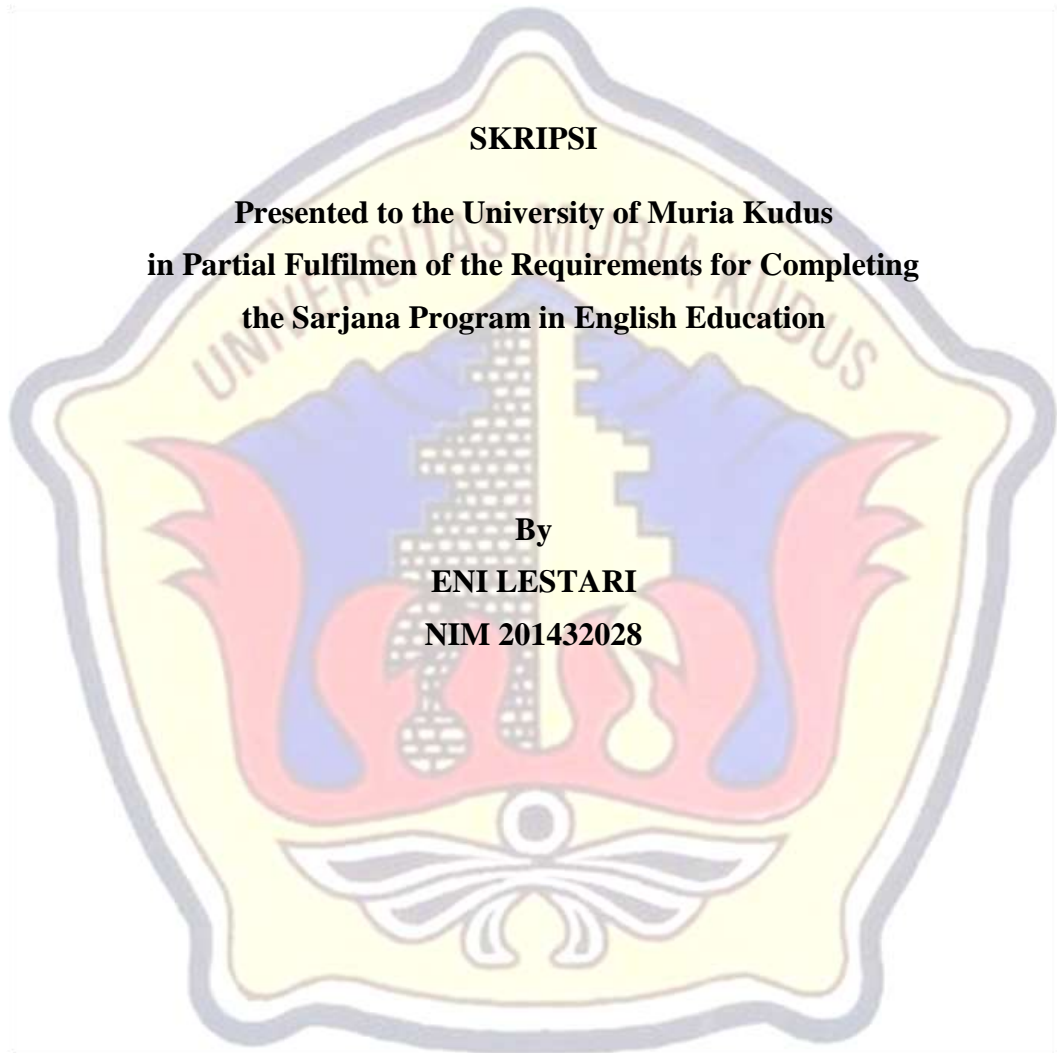 SKRIPSI
Presented to the University of Muria Kudus
in Partial Fulfilmen of the Requirements for Completing
the Sarjana Program in English Education
UNIVERSITAS MURIA KUDUS
By
ENI LESTARI
NIM 201432028